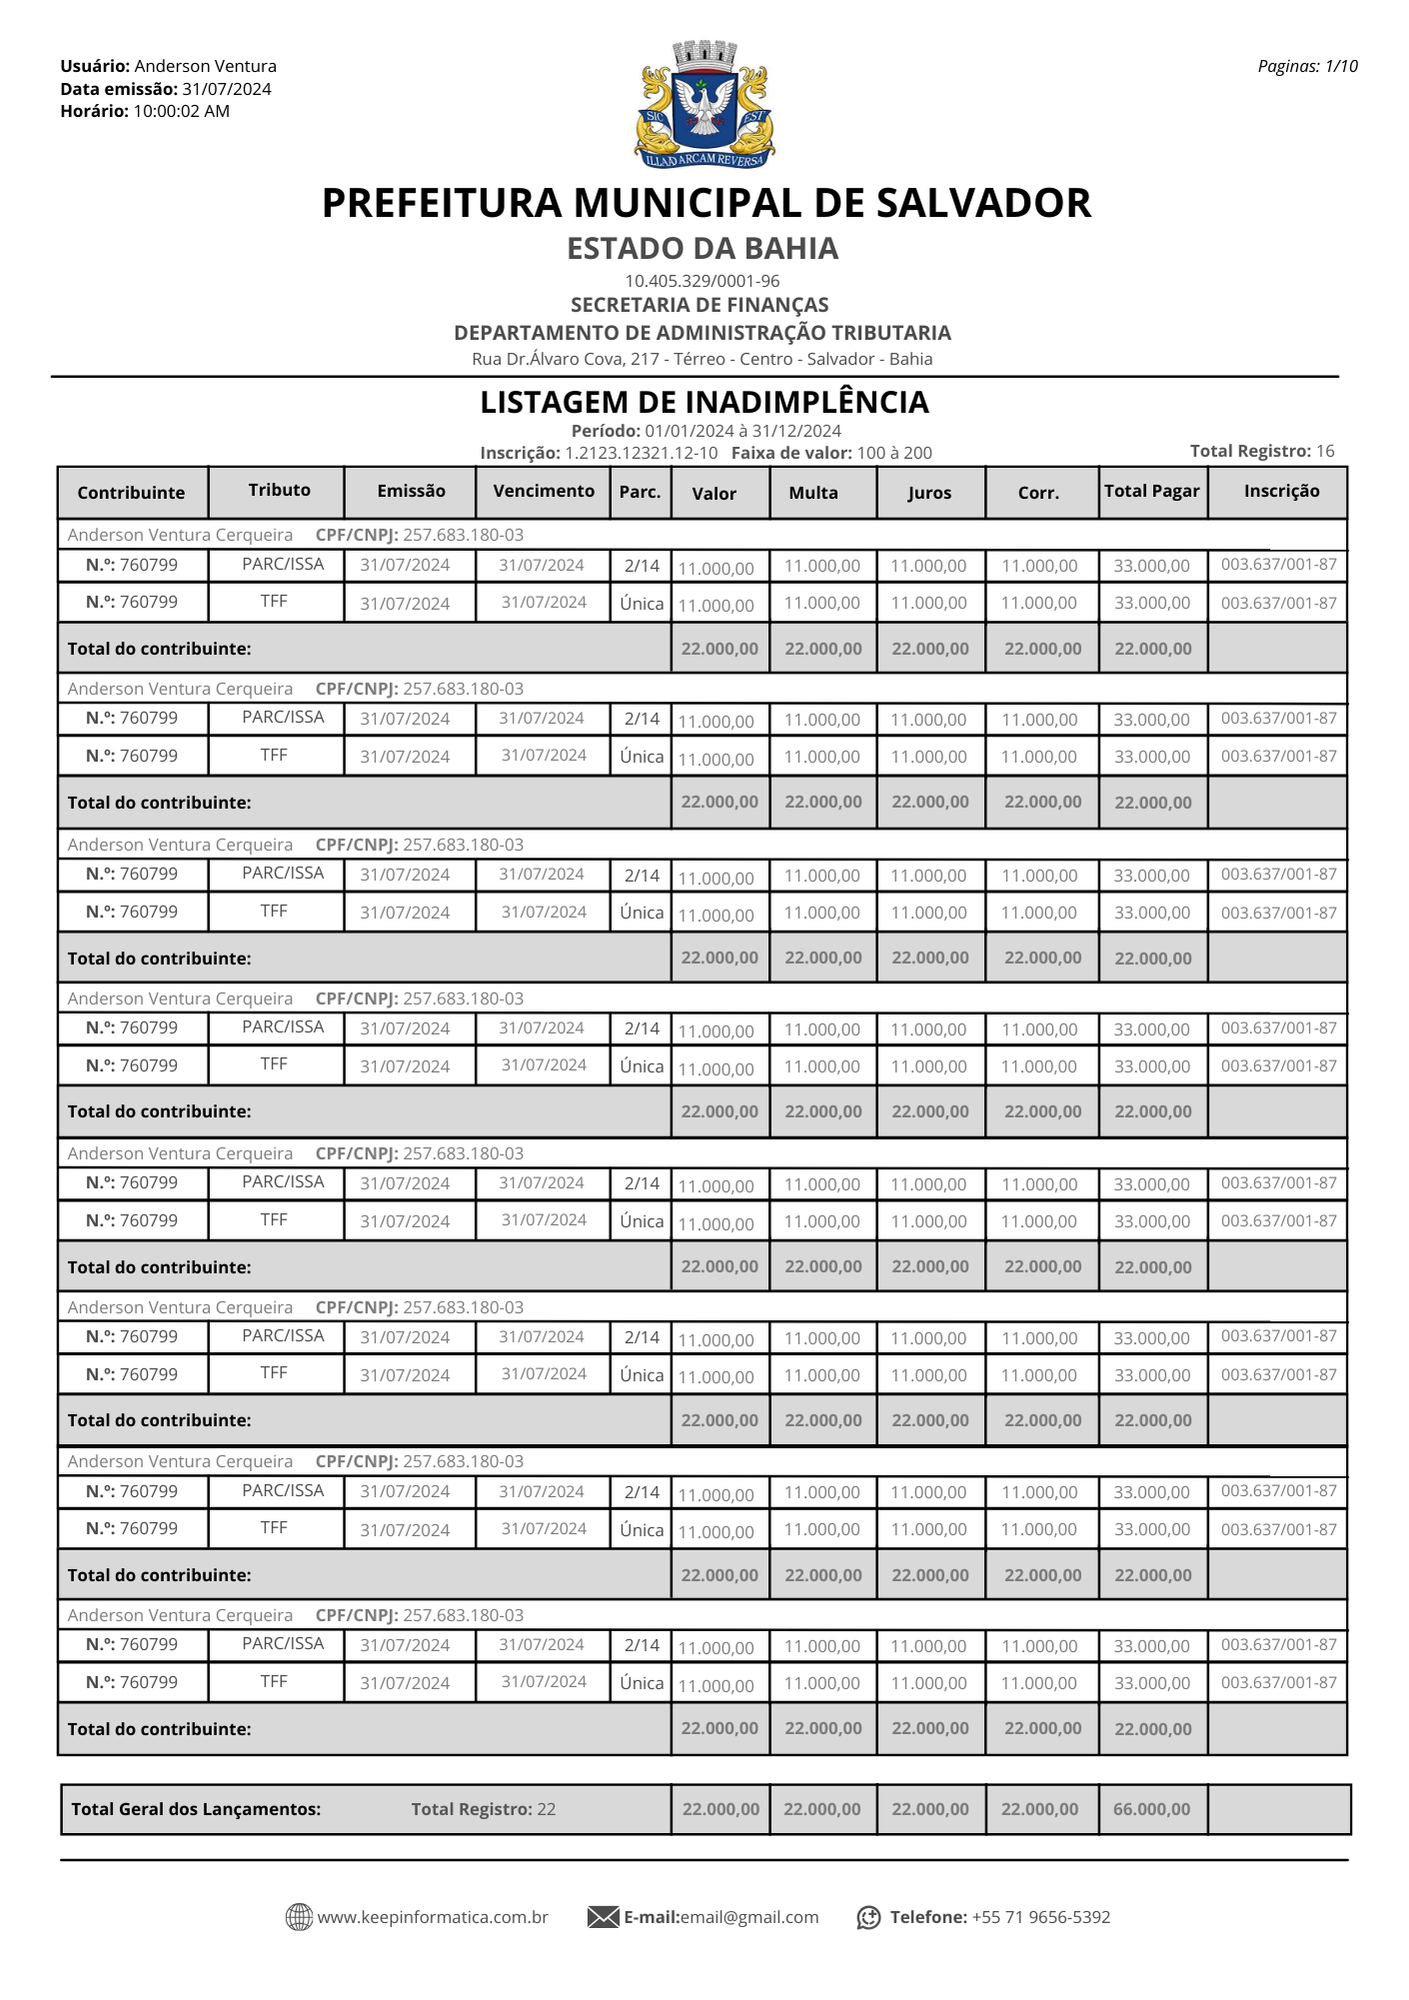 Usuário: Anderson Ventura
Data emissão: 31/07/2024
Horário: 10:00:02 AM
Paginas: 1/10
SIC EST
ILLA AD ARCAM REVERSA
PREFEITURA MUNICIPAL DE SALVADOR
ESTADO DA BAHIA
10.405.329/0001-96
SECRETARIA DE FINANÇAS
DEPARTAMENTO DE ADMINISTRAÇÃO TRIBUTARIA
Rua Dr.Álvaro Cova, 217 - Térreo - Centro - Salvador - Bahia
LISTAGEM DE INADIMPLÊNCIA
Período: 01/01/2024 à 31/12/2024
Inscrição: 1.2123.12321.12-10 Faixa de valor: 100 à 200 Total Registro: 16
Contribuinte Tributo Emissão Vencimento Parc. Valor Multa Juros Corr. Total Pagar Inscrição
Anderson Ventura Cerqueira CPF/CNPJ: 257.683.180-03
N.º: 760799 PARC/ISSA 31/07/2024 31/07/2024 2/14 11.000,00 11.000,00 11.000,00 11.000,00 33.000,00 003.637/001-87
N.º: 760799 TFF 31/07/2024 31/07/2024 Única 11.000,00 11.000,00 11.000,00 11.000,00 33.000,00 003.637/001-87
Total do contribuinte: 22.000,00 22.000,00 22.000,00 22.000,00 22.000,00
Anderson Ventura Cerqueira CPF/CNPJ: 257.683.180-03
N.º: 760799 PARC/ISSA 31/07/2024 31/07/2024 2/14 11.000,00 11.000,00 11.000,00 11.000,00 33.000,00 003.637/001-87
N.º: 760799 TFF 31/07/2024 31/07/2024 Única 11.000,00 11.000,00 11.000,00 11.000,00 33.000,00 003.637/001-87
Total do contribuinte: 22.000,00 22.000,00 22.000,00 22.000,00 22.000,00
Anderson Ventura Cerqueira CPF/CNPJ: 257.683.180-03
N.º: 760799 PARC/ISSA 31/07/2024 31/07/2024 2/14 11.000,00 11.000,00 11.000,00 11.000,00 33.000,00 003.637/001-87
N.º: 760799 TFF 31/07/2024 31/07/2024 Única 11.000,00 11.000,00 11.000,00 11.000,00 33.000,00 003.637/001-87
Total do contribuinte: 22.000,00 22.000,00 22.000,00 22.000,00 22.000,00
Anderson Ventura Cerqueira CPF/CNPJ: 257.683.180-03
N.º: 760799 PARC/ISSA 31/07/2024 31/07/2024 2/14 11.000,00 11.000,00 11.000,00 11.000,00 33.000,00 003.637/001-87
N.º: 760799 TFF 31/07/2024 31/07/2024 Única 11.000,00 11.000,00 11.000,00 11.000,00 33.000,00 003.637/001-87
Total do contribuinte: 22.000,00 22.000,00 22.000,00 22.000,00 22.000,00
Anderson Ventura Cerqueira CPF/CNPJ: 257.683.180-03
N.º: 760799 PARC/ISSA 31/07/2024 31/07/2024 2/14 11.000,00 11.000,00 11.000,00 11.000,00 33.000,00 003.637/001-87
N.º: 760799 TFF 31/07/2024 31/07/2024 Única 11.000,00 11.000,00 11.000,00 11.000,00 33.000,00 003.637/001-87
Total do contribuinte: 22.000,00 22.000,00 22.000,00 22.000,00 22.000,00
Anderson Ventura Cerqueira CPF/CNPJ: 257.683.180-03
N.º: 760799 PARC/ISSA 31/07/2024 31/07/2024 2/14 11.000,00 11.000,00 11.000,00 11.000,00 33.000,00 003.637/001-87
N.º: 760799 TFF 31/07/2024 31/07/2024 Única 11.000,00 11.000,00 11.000,00 11.000,00 33.000,00 003.637/001-87
Total do contribuinte: 22.000,00 22.000,00 22.000,00 22.000,00 22.000,00
Anderson Ventura Cerqueira CPF/CNPJ: 257.683.180-03
N.º: 760799 PARC/ISSA 31/07/2024 31/07/2024 2/14 11.000,00 11.000,00 11.000,00 11.000,00 33.000,00 003.637/001-87
N.º: 760799 TFF 31/07/2024 31/07/2024 Única 11.000,00 11.000,00 11.000,00 11.000,00 33.000,00 003.637/001-87
Total do contribuinte: 22.000,00 22.000,00 22.000,00 22.000,00 22.000,00
Anderson Ventura Cerqueira CPF/CNPJ: 257.683.180-03
N.º: 760799 PARC/ISSA 31/07/2024 31/07/2024 2/14 11.000,00 11.000,00 11.000,00 11.000,00 33.000,00 003.637/001-87
N.º: 760799 TFF 31/07/2024 31/07/2024 Única 11.000,00 11.000,00 11.000,00 11.000,00 33.000,00 003.637/001-87
Total do contribuinte: 22.000,00 22.000,00 22.000,00 22.000,00 22.000,00
Total Geral dos Lançamentos: Total Registro: 22 22.000,00 22.000,00 22.000,00 22.000,00 66.000,00
www.keepinformatica.com.br E-mail:email@gmail.com Telefone: +55 71 9656-5392